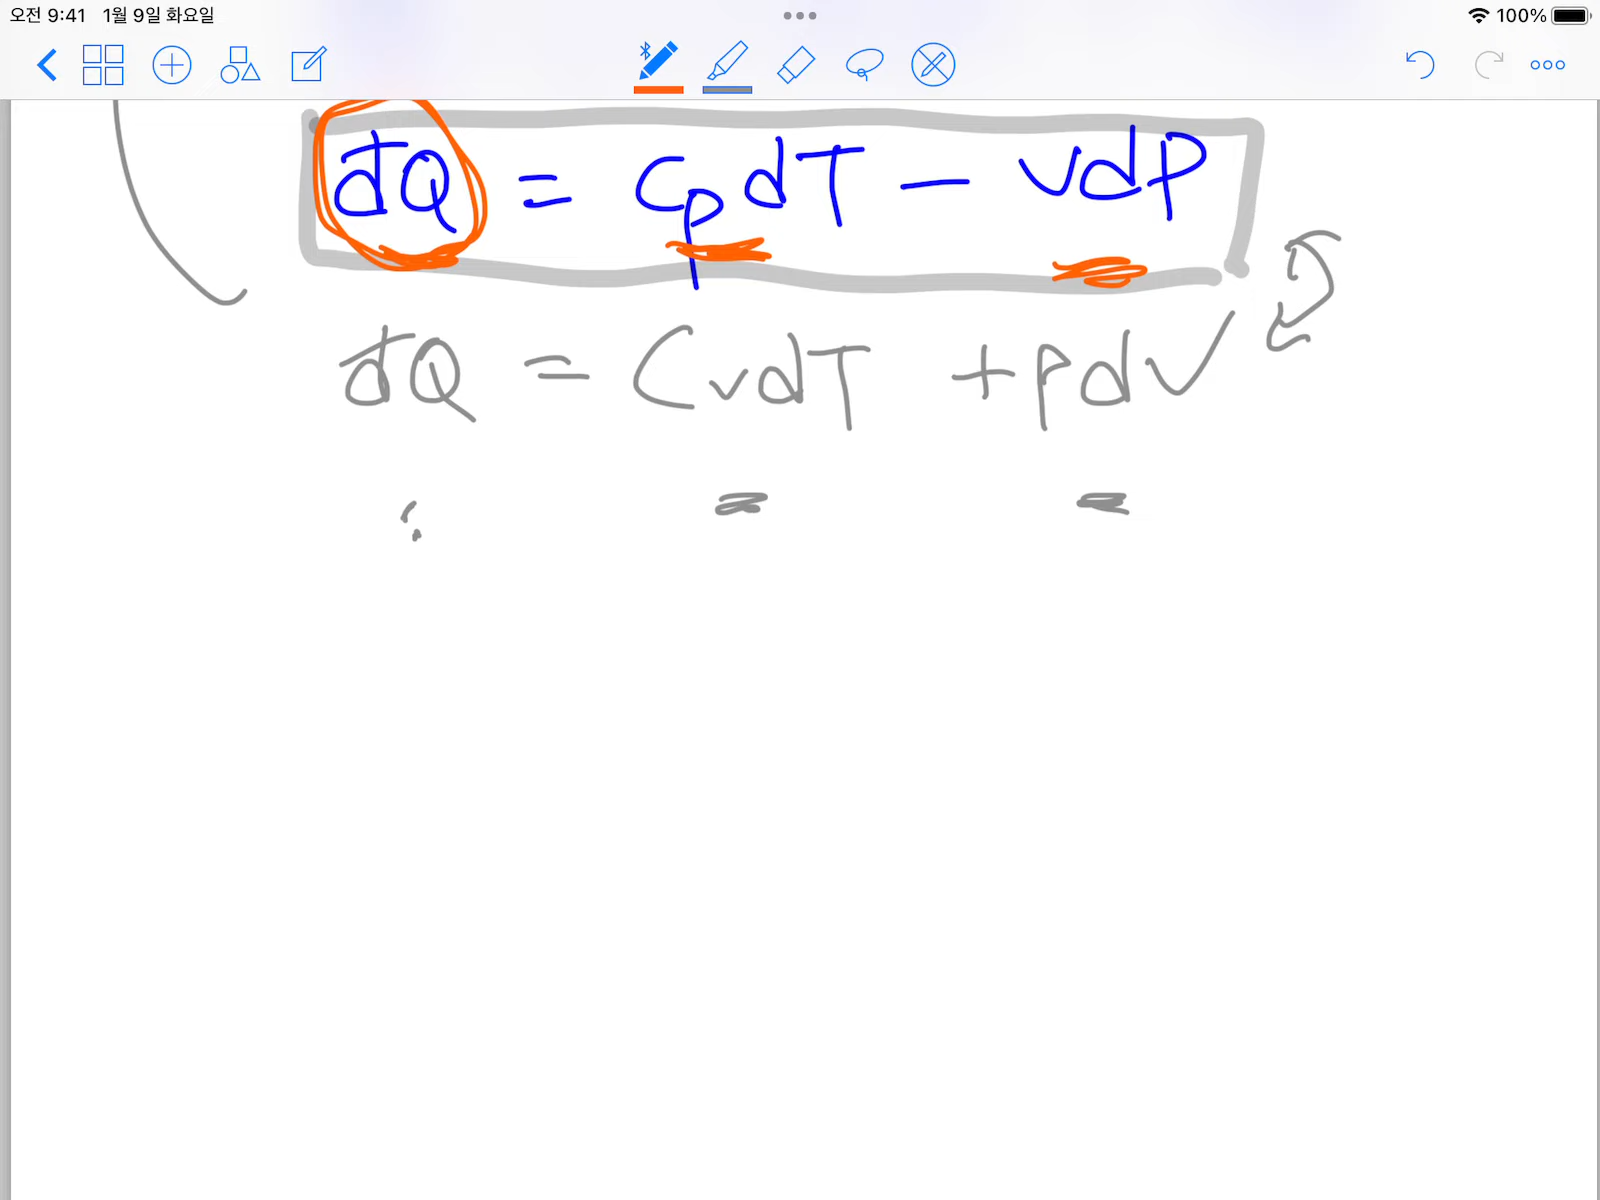 오전 9:41 1월 9일 화요일 100%
đQ = CpdT − VdP
đQ = CvdT + PdV